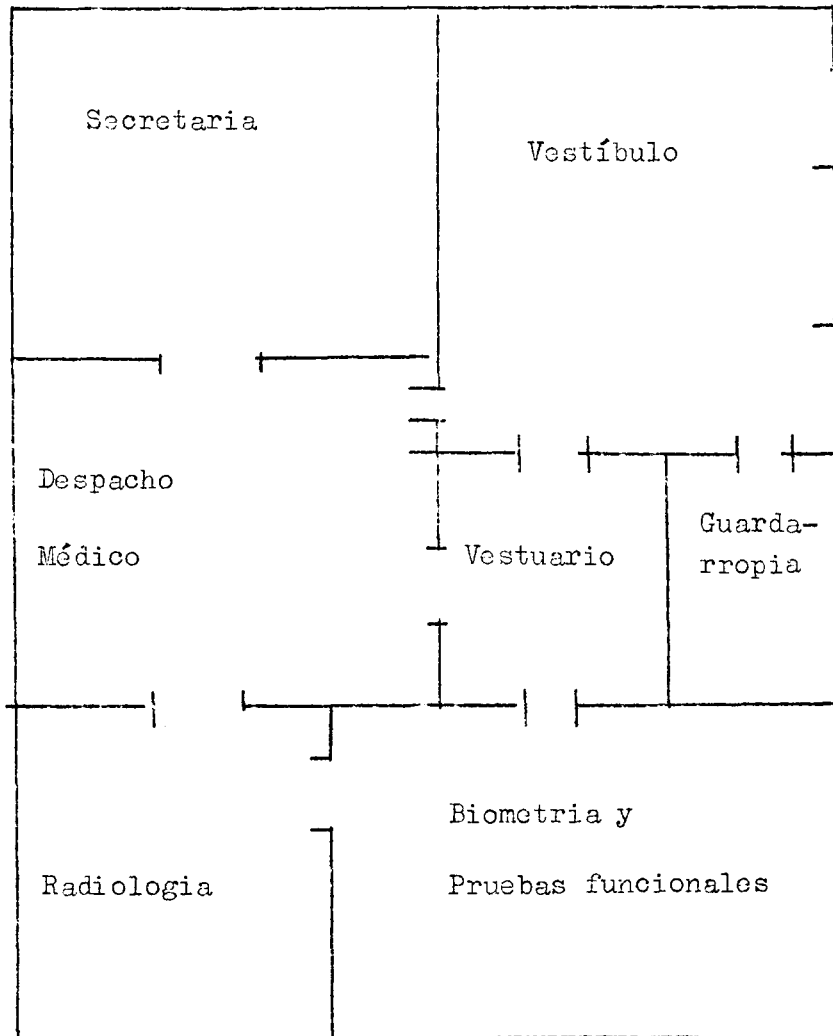 Secretaria
Vestíbulo
Despacho
Médico
Vestuario
Guarda-
rropia
Radiologia
Biometria y
Pruebas funcionales